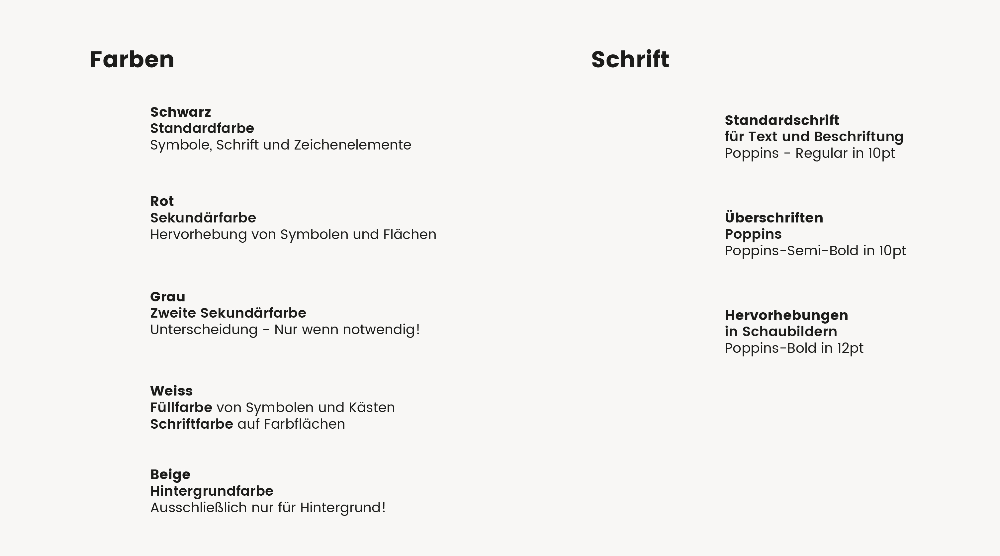 Farben
Schwarz
Standardfarbe
Symbole, Schrift und Zeichenelemente
Rot
Sekundärfarbe
Hervorhebung von Symbolen und Flächen
Grau
Zweite Sekundärfarbe
Unterscheidung - Nur wenn notwendig!
Weiss
Füllfarbe von Symbolen und Kästen
Schriftfarbe auf Farbflächen
Beige
Hintergrundfarbe
Ausschließlich nur für Hintergrund!
Schrift
Standardschrift
für Text und Beschriftung
Poppins - Regular in 10pt
Überschriften
Poppins
Poppins-Semi-Bold in 10pt
Hervorhebungen
in Schaubildern
Poppins-Bold in 12pt